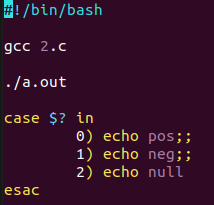 #!/bin/bash
gcc 2.c
./a.out
case $? in
0) echo pos;;
1) echo neg;;
2) echo null
esac